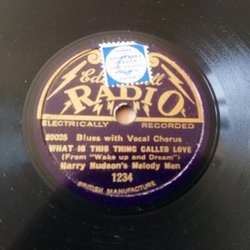 RADIO
ELECTRICALLY RECORDED
89025 Blues with Vocal Chorus
WHAT IS THIS THING CALLED LOVE
(From "Wake up and Dream")
Harry Hudson's Melody Men
1234
BRITISH MANUFACTURE